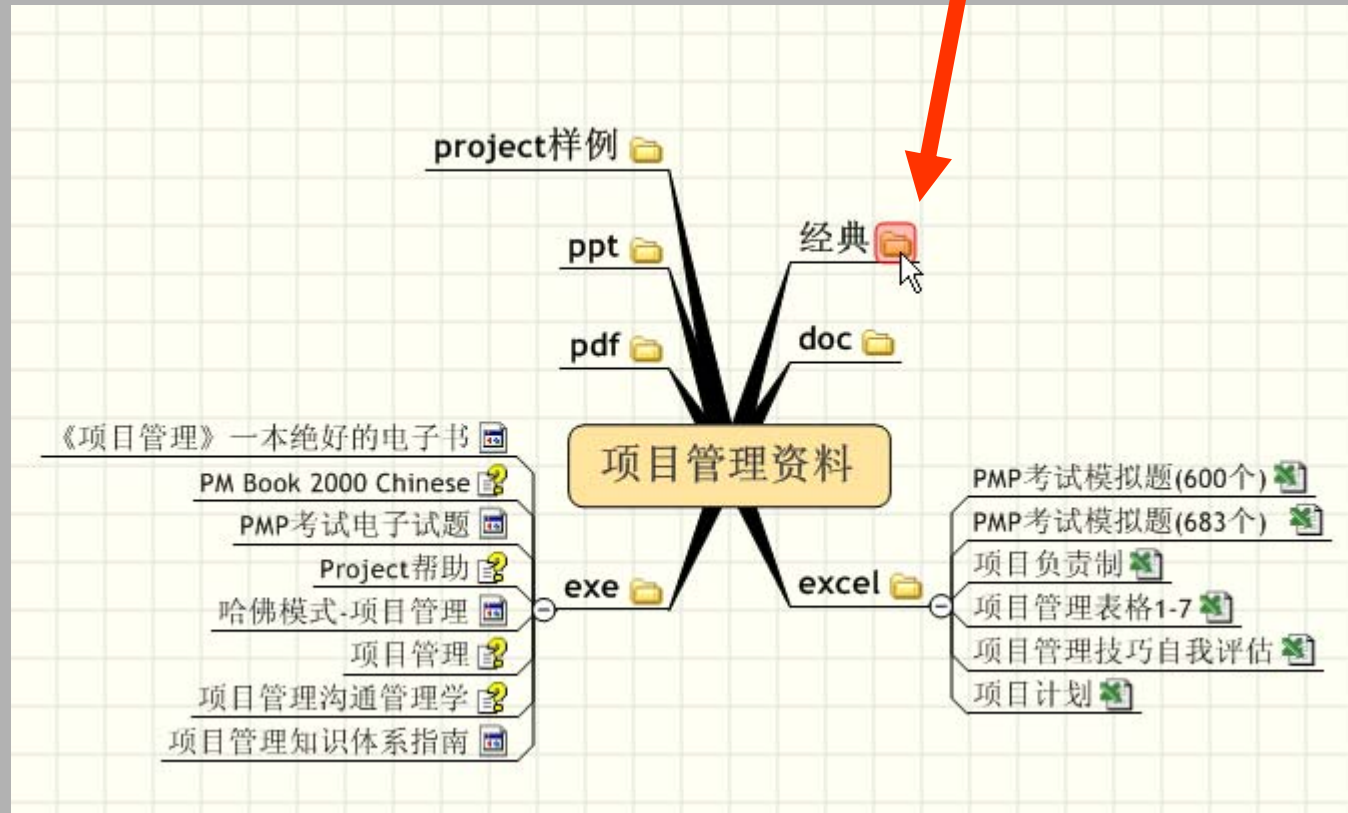 project样例
ppt
经典
pdf
doc
项目管理资料
《项目管理》一本绝好的电子书
PM Book 2000 Chinese
PMP考试电子试题
Project帮助
exe
哈佛模式-项目管理
项目管理
项目管理沟通管理学
项目管理知识体系指南
excel
PMP考试模拟题(600个)
PMP考试模拟题(683个)
项目负责制
项目管理表格1-7
项目管理技巧自我评估
项目计划